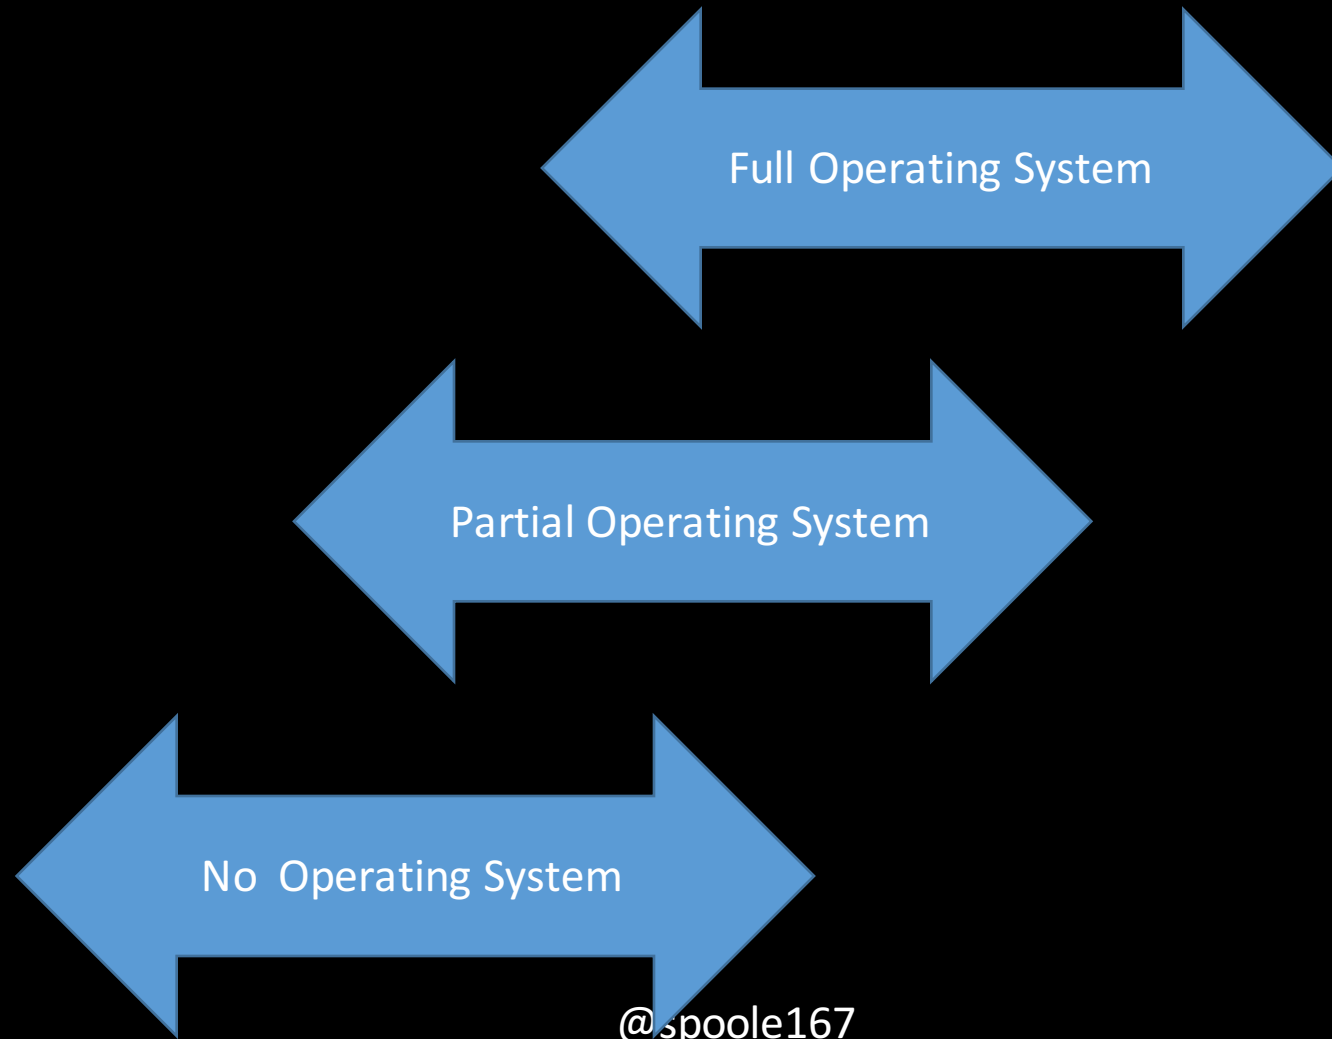 Full Operating System
Partial Operating System
No Operating System
@spoole167